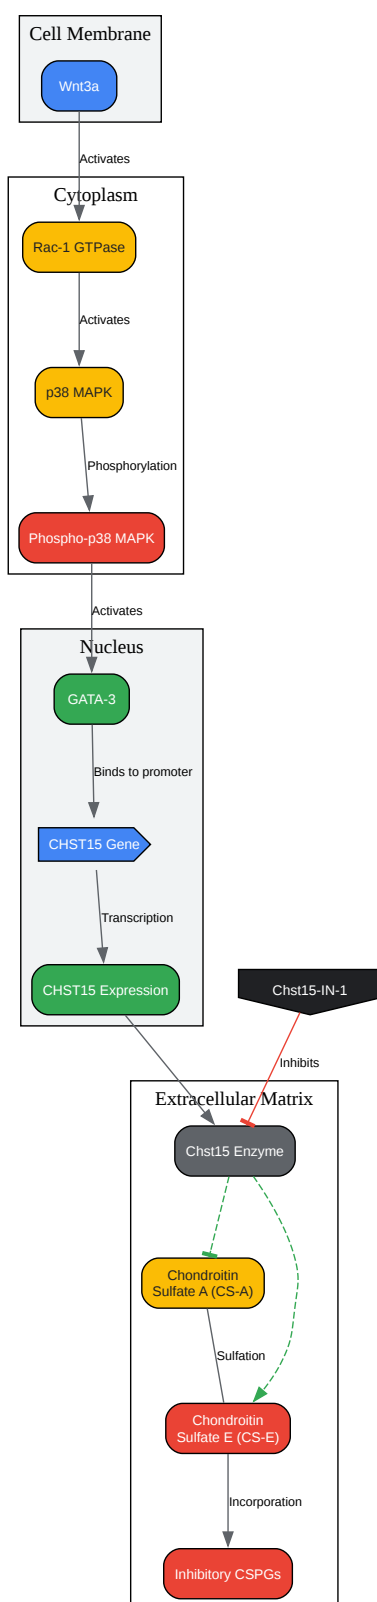 Cell Membrane
Wnt3a
Activates
Cytoplasm
Rac-1 GTPase
Activates
p38 MAPK
Phosphorylation
Phospho-p38 MAPK
Activates
Nucleus
GATA-3
Binds to promoter
CHST15 Gene
Transcription
CHST15 Expression
Chst15-IN-1
Inhibits
Extracellular Matrix
Chst15 Enzyme
Chondroitin
Sulfate A (CS-A)
Sulfation
Chondroitin
Sulfate E (CS-E)
Incorporation
Inhibitory CSPGs